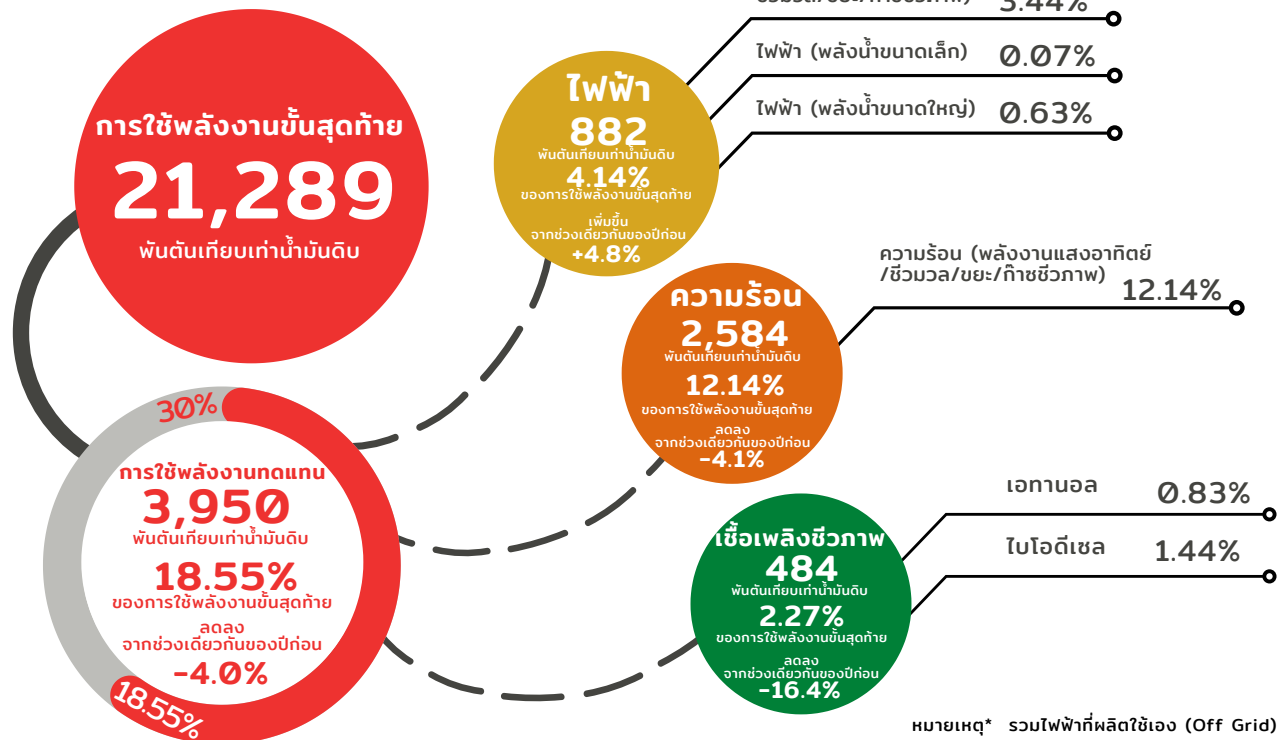 3.44%
ไฟฟ้า (พลังน้ำขนาดเล็ก) 0.07%
ไฟฟ้า (พลังน้ำขนาดใหญ่) 0.63%
การใช้พลังงานขั้นสุดท้าย
21,289
พันตันเทียบเท่าน้ำมันดิบ
ไฟฟ้า
882
พันตันเทียบเท่าน้ำมันดิบ
4.14%
ของการใช้พลังงานขั้นสุดท้าย
เพิ่มขึ้น
จากช่วงเดียวกันของปีก่อน
+4.8%
ความร้อน (พลังงานแสงอาทิตย์
/ชีวมวล/ขยะ/ก๊าซชีวภาพ) 12.14%
ความร้อน
2,584
พันตันเทียบเท่าน้ำมันดิบ
12.14%
ของการใช้พลังงานขั้นสุดท้าย
ลดลง
จากช่วงเดียวกันของปีก่อน
-4.1%
30%
การใช้พลังงานทดแทน
3,950
พันตันเทียบเท่าน้ำมันดิบ
18.55%
ของการใช้พลังงานขั้นสุดท้าย
ลดลง
จากช่วงเดียวกันของปีก่อน
-4.0%
18.55%
เอทานอล 0.83%
ไบโอดีเซล 1.44%
เชื้อเพลิงชีวภาพ
484
พันตันเทียบเท่าน้ำมันดิบ
2.27%
ของการใช้พลังงานขั้นสุดท้าย
ลดลง
จากช่วงเดียวกันของปีก่อน
-16.4%
หมายเหตุ* รวมไฟฟ้าที่ผลิตใช้เอง (Off Grid)